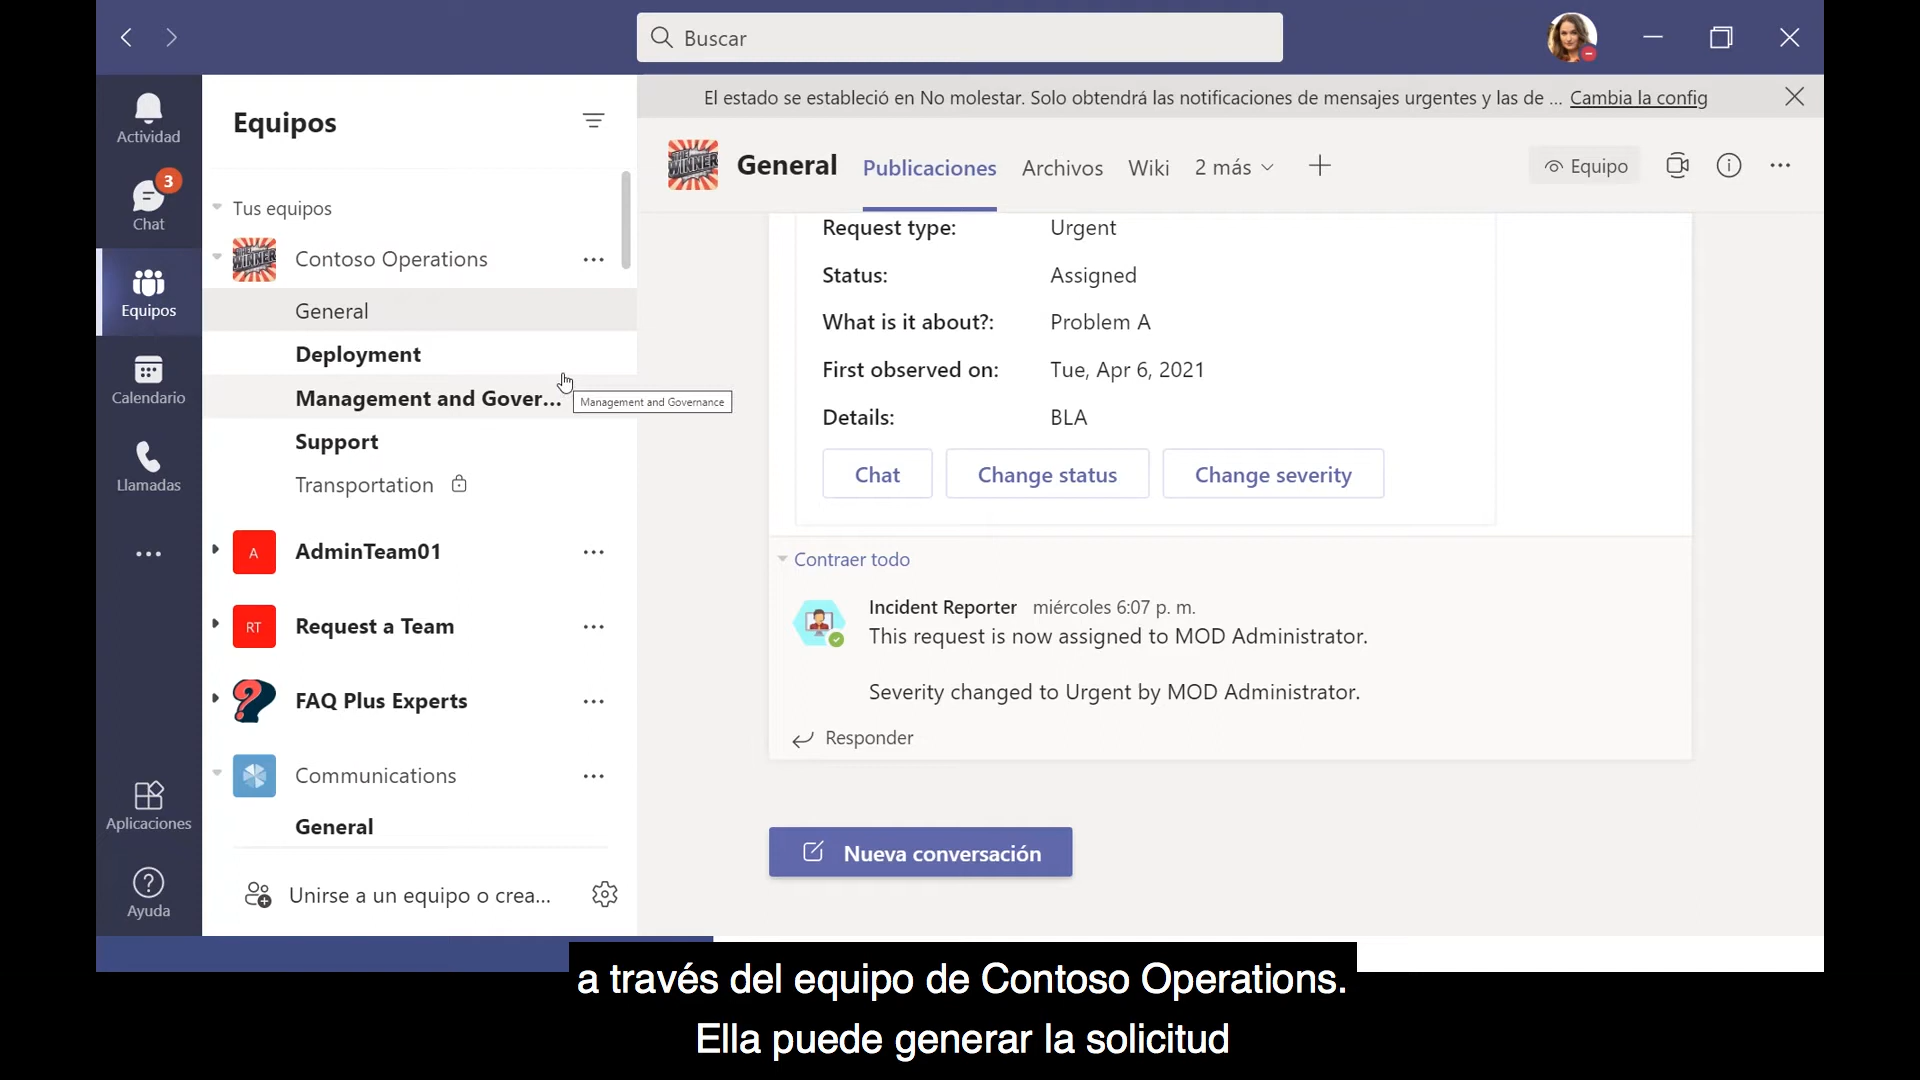 Buscar
Actividad
3
Chat
Equipos
Calendario
Llamadas
Aplicaciones
Ayuda
Equipos
Tus equipos
THE WINNER
Contoso Operations
General
Deployment
Management and Gover...
Management and Governance
Support
Transportation
A
AdminTeam01
RT
Request a Team
FAQ Plus Experts
Communications
General
Unirse a un equipo o crea...
El estado se estableció en No molestar. Solo obtendrá las notificaciones de mensajes urgentes y las de ... Cambia la config
THE WINNER
General
Publicaciones
Archivos
Wiki
2 más
Equipo
Request type: Urgent
Status: Assigned
What is it about?: Problem A
First observed on: Tue, Apr 6, 2021
Details: BLA
Chat
Change status
Change severity
Contraer todo
Incident Reporter miércoles 6:07 p. m.
This request is now assigned to MOD Administrator.
Severity changed to Urgent by MOD Administrator.
Responder
Nueva conversación
a través del equipo de Contoso Operations.
Ella puede generar la solicitud